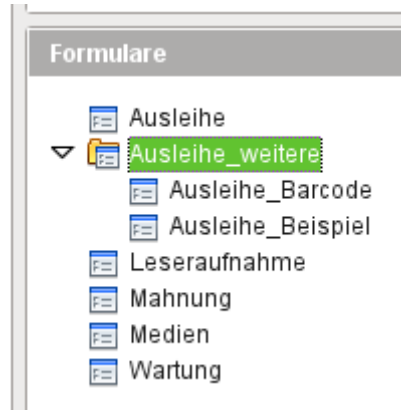 Formulare
Ausleihe
Ausleihe_weitere
Ausleihe_Barcode
Ausleihe_Beispiel
Leseraufnahme
Mahnung
Medien
Wartung